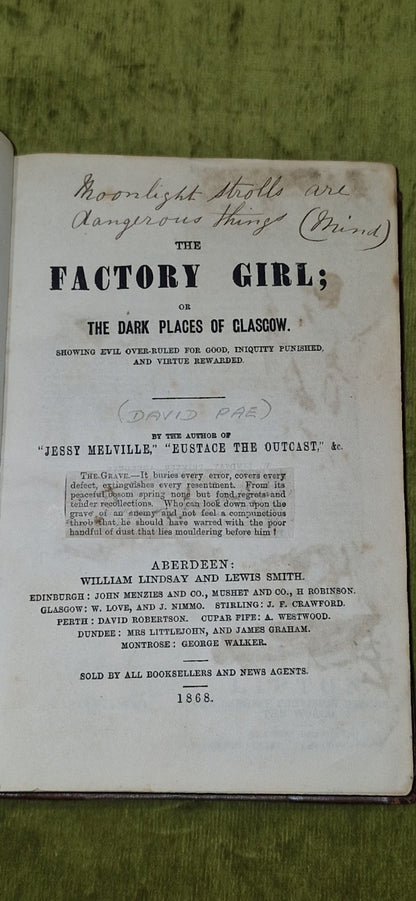 Moonlight strolls are
dangerous things (Mind)
THE
FACTORY GIRL;
OR
THE DARK PLACES OF GLASGOW.
SHOWING EVIL OVER-RULED FOR GOOD, INIQUITY PUNISHED,
AND VIRTUE REWARDED.
(DAVID PAE)
BY THE AUTHOR OF
"JESSY MELVILLE," "EUSTACE THE OUTCAST," &c.
THE GRAVE.—It buries every error, covers every
defect, extinguishes every resentment. From its
peaceful bosom spring none but fond regrets and
tender recollections. Who can look down upon the
grave of an enemy and not feel a compunctious
throb that he should have warred with the poor
handful of dust that lies mouldering before him!
ABERDEEN:
WILLIAM LINDSAY AND LEWIS SMITH.
EDINBURGH: JOHN MENZIES AND CO., MUSHET AND CO., H ROBINSON.
GLASGOW: W. LOVE, AND J. NIMMO. STIRLING: J. F. CRAWFORD.
PERTH: DAVID ROBERTSON. CUPAR FIFE: A. WESTWOOD.
DUNDEE: MRS LITTLEJOHN, AND JAMES GRAHAM.
MONTROSE: GEORGE WALKER.
SOLD BY ALL BOOKSELLERS AND NEWS AGENTS.
1868.